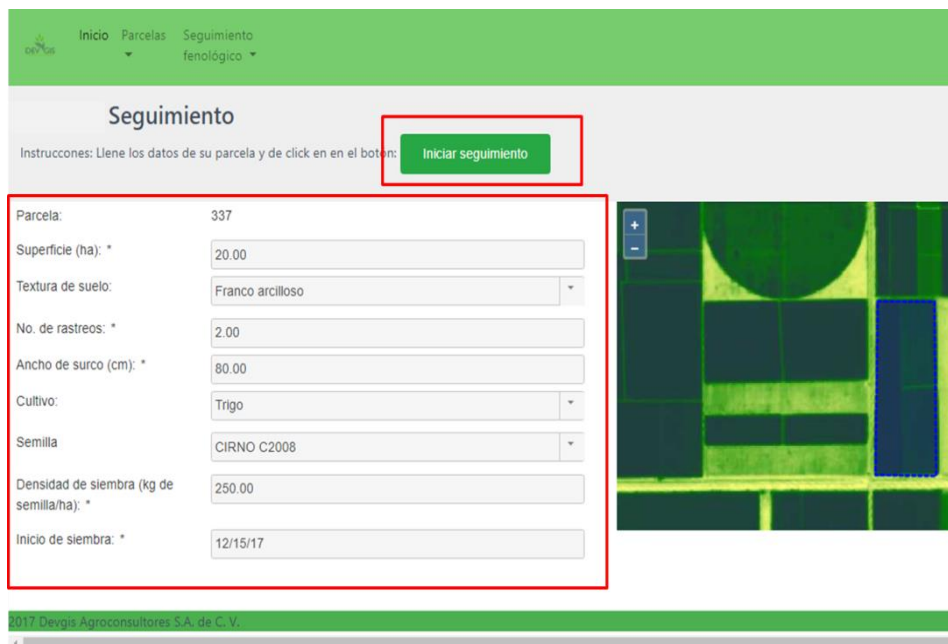 DEVGIS
Inicio Parcelas Seguimiento
fenológico
Seguimiento
Instruccones: Llene los datos de su parcela y de click en en el botón: Iniciar seguimiento
Parcela: 337
Superficie (ha): * 20.00
Textura de suelo: Franco arcilloso
No. de rastreos: * 2.00
Ancho de surco (cm): * 80.00
Cultivo: Trigo
Semilla CIRNO C2008
Densidad de siembra (kg de
semilla/ha): * 250.00
Inicio de siembra: * 12/15/17
+
-
2017 Devgis Agroconsultores S.A. de C. V.